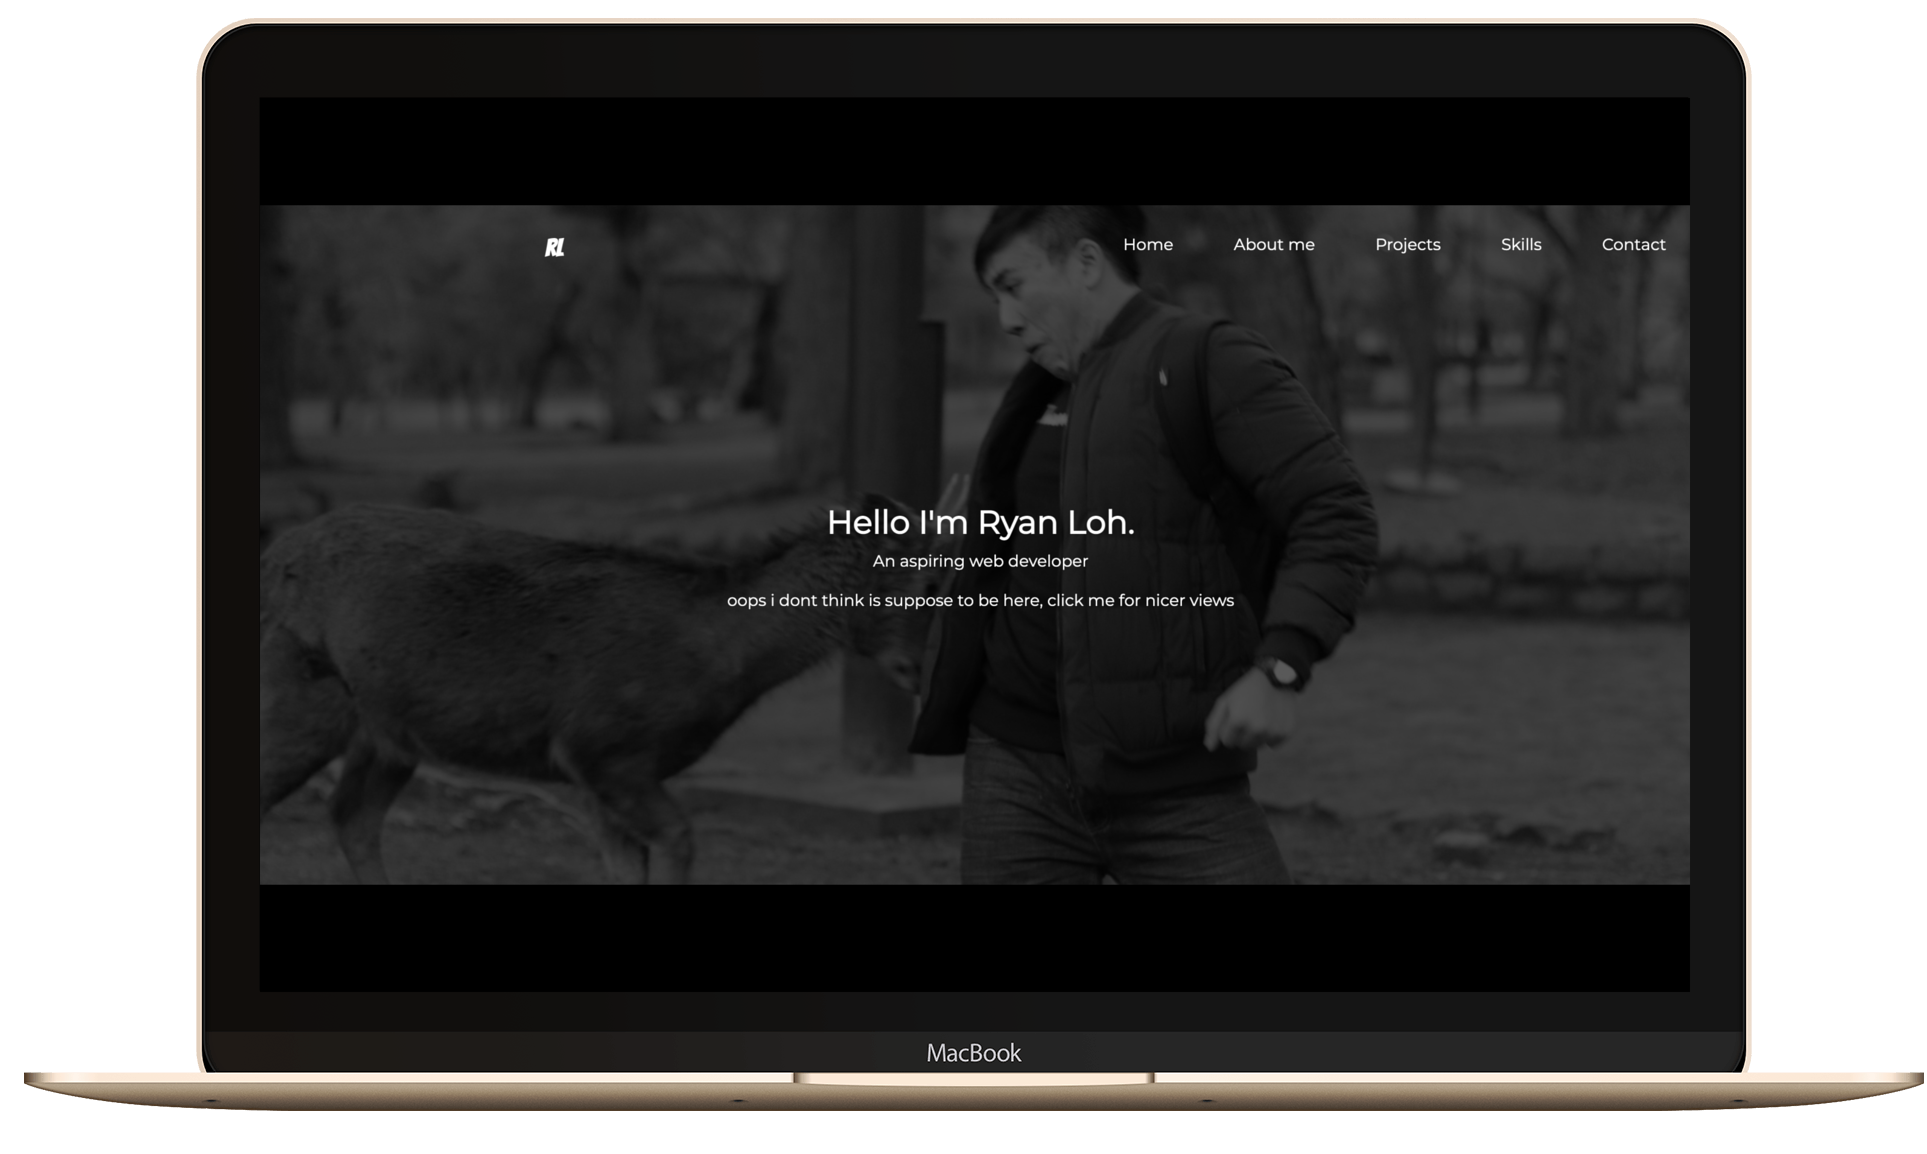 RL
Home About me Projects Skills Contact
Hello I'm Ryan Loh.
An aspiring web developer
oops i dont think is suppose to be here, click me for nicer views
MacBook